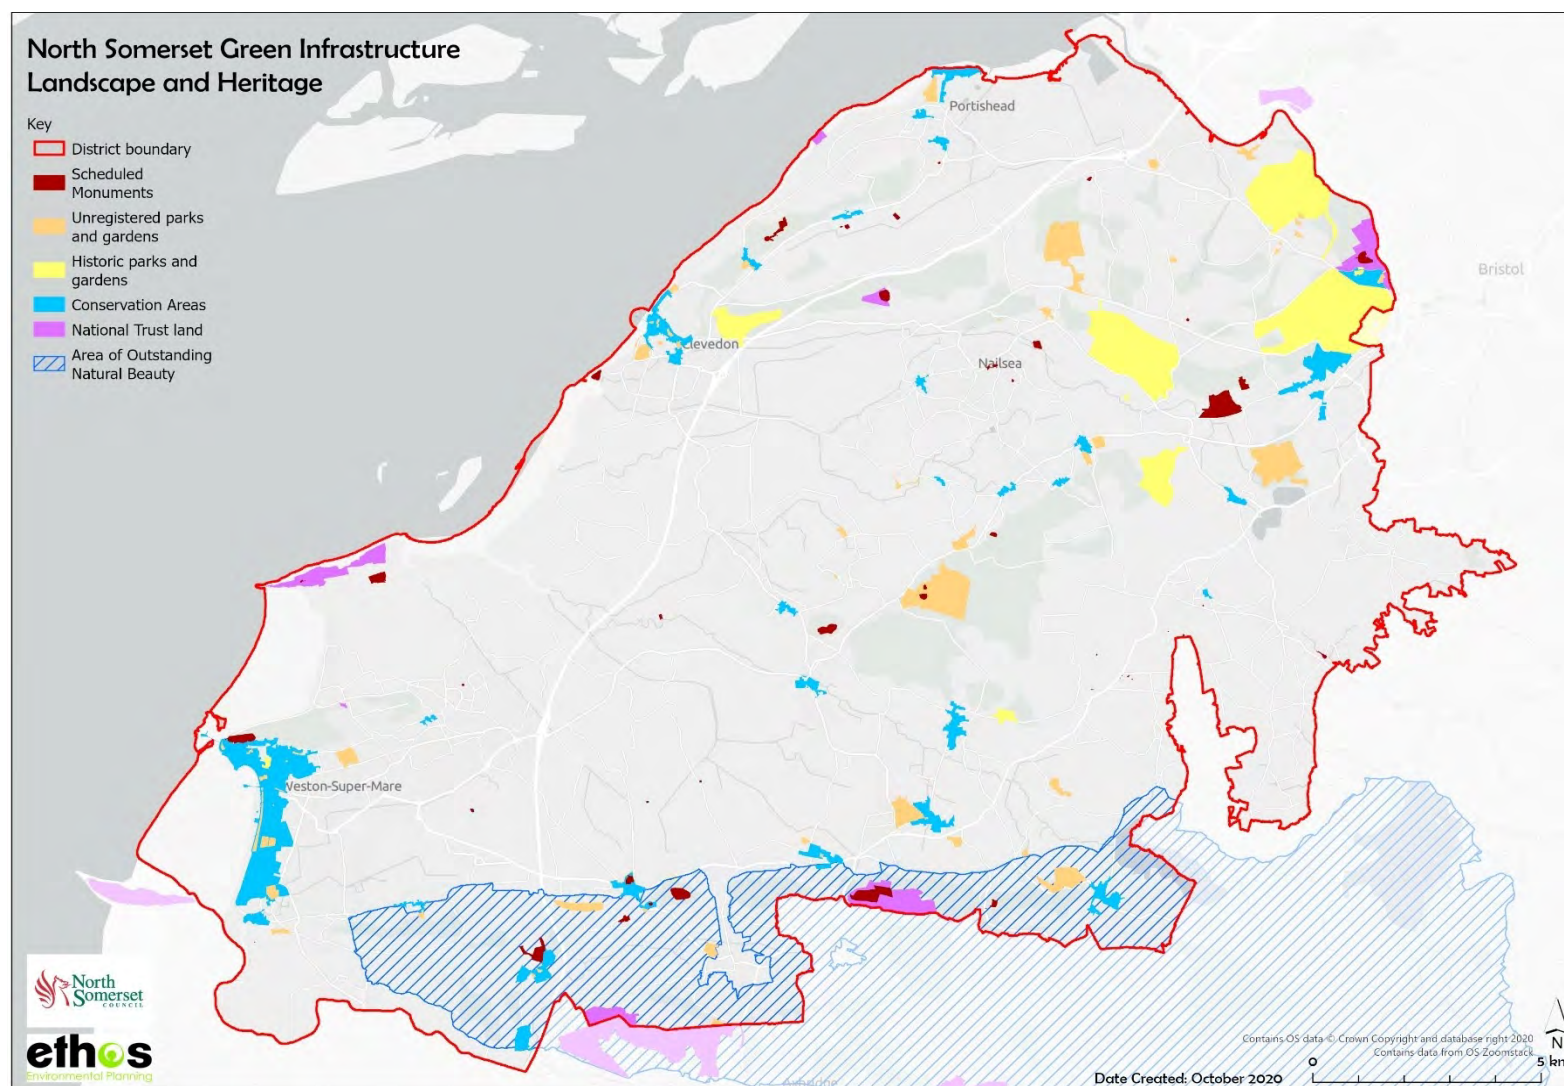 North Somerset Green Infrastructure
Landscape and Heritage
Key
District boundary
Scheduled
Monuments
Unregistered parks
and gardens
Historic parks and
gardens
Conservation Areas
National Trust land
Area of Outstanding
Natural Beauty
Portishead
Bristol
Clevedon
Nailsea
Weston-Super-Mare
North
Somerset
COUNCIL
ethos
Environmental Planning
Contains OS data © Crown Copyright and database right 2020
Contains data from OS Zoomstack
N
0
5 km
Date Created: October 2020